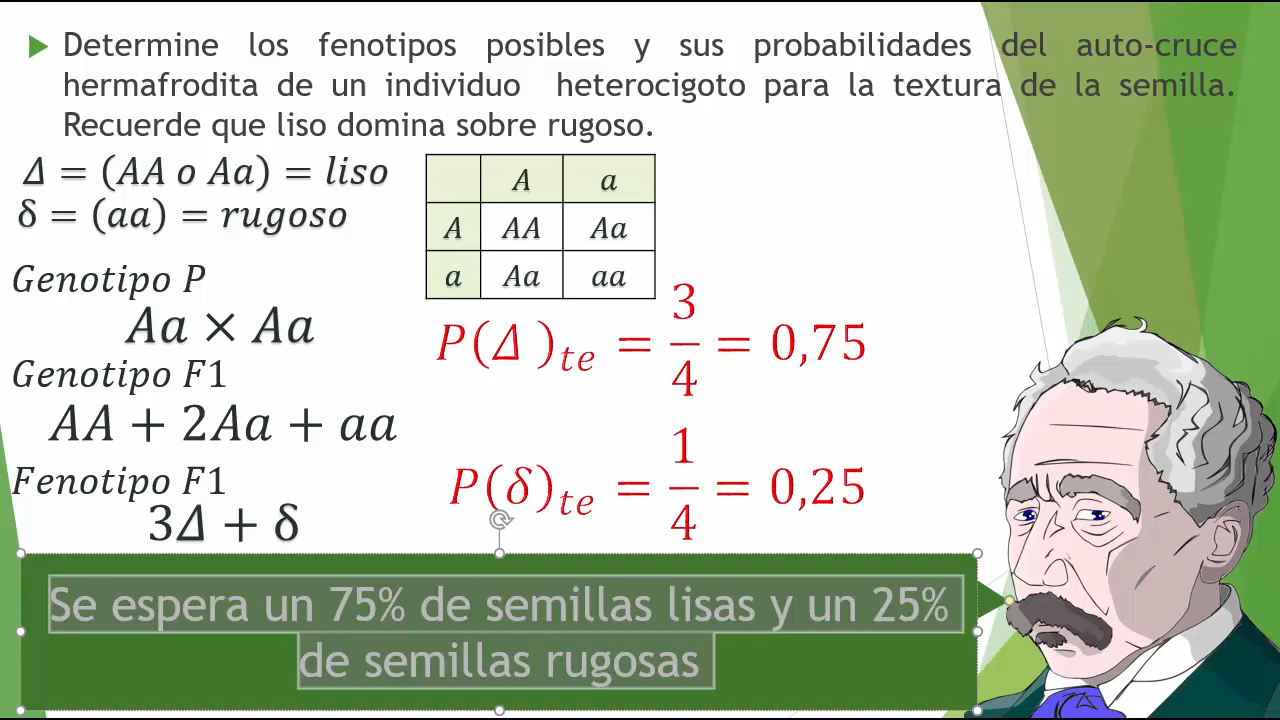 Determine los fenotipos posibles y sus probabilidades del auto-cruce
hermafrodita de un individuo heterocigoto para la textura de la semilla.
Recuerde que liso domina sobre rugoso.
Δ = (AA o Aa) = liso
δ = (aa) = rugoso
Genotipo P
Aa × Aa
Genotipo F1
AA + 2Aa + aa
Fenotipo F1
3Δ + δ
A a
A AA Aa
a Aa aa
P(Δ )te = 3/4 = 0,75
P(δ)te = 1/4 = 0,25
Se espera un 75% de semillas lisas y un 25%
de semillas rugosas